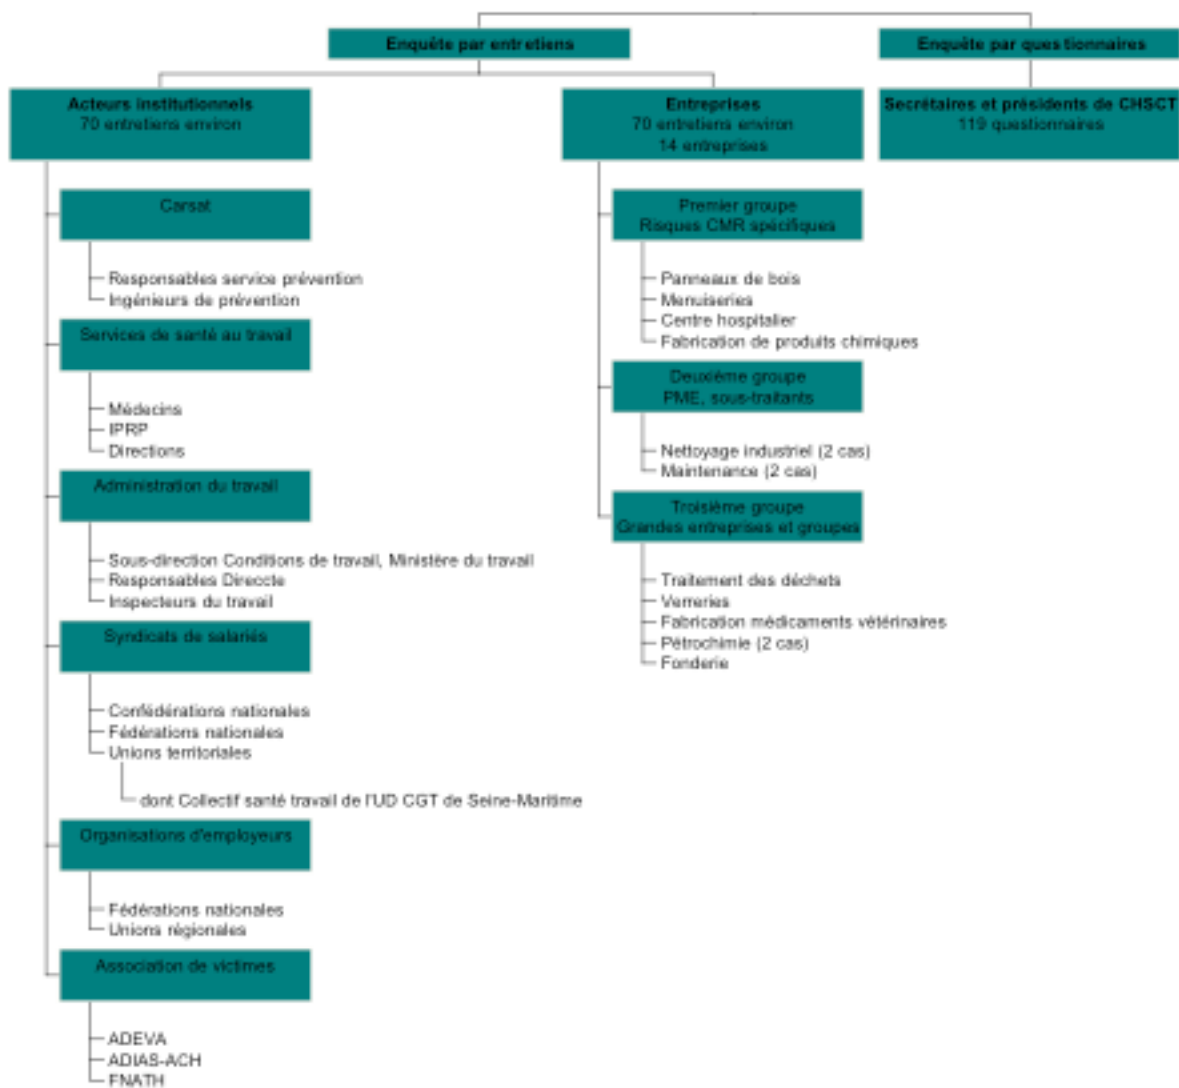 Enquête par entretiens
Enquête par questionnaires
Acteurs institutionnels
70 entretiens environ
Entreprises
70 entretiens environ
14 entreprises
Secrétaires et présidents de CHSCT
119 questionnaires
Carsat
Responsables service prévention
Ingénieurs de prévention
Services de santé au travail
Médecins
IPRP
Directions
Administration du travail
Sous-direction Conditions de travail, Ministère du travail
Responsables Direccte
Inspecteurs du travail
Syndicats de salariés
Confédérations nationales
Fédérations nationales
Unions territoriales
dont Collectif santé travail de l'UD CGT de Seine-Maritime
Organisations d'employeurs
Fédérations nationales
Unions régionales
Association de victimes
ADEVA
ADIAS-ACH
FNATH
Premier groupe
Risques CMR spécifiques
Panneaux de bois
Menuiseries
Centre hospitalier
Fabrication de produits chimiques
Deuxième groupe
PME, sous-traitants
Nettoyage industriel (2 cas)
Maintenance (2 cas)
Troisième groupe
Grandes entreprises et groupes
Traitement des déchets
Verreries
Fabrication médicaments vétérinaires
Pétrochimie (2 cas)
Fonderie